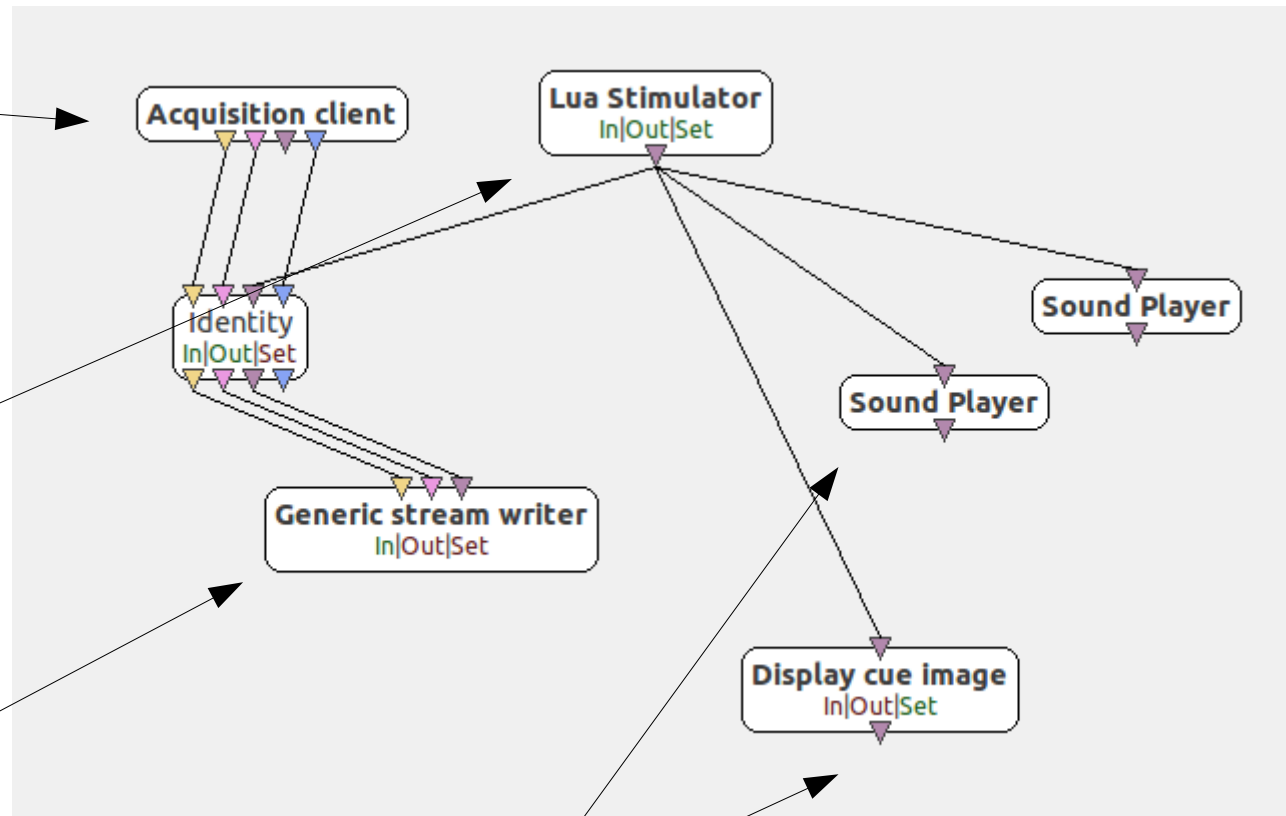 Acquisition client
Lua Stimulator
In|Out|Set
Identity
In|Out|Set
Sound Player
Sound Player
Generic stream writer
In|Out|Set
Display cue image
In|Out|Set